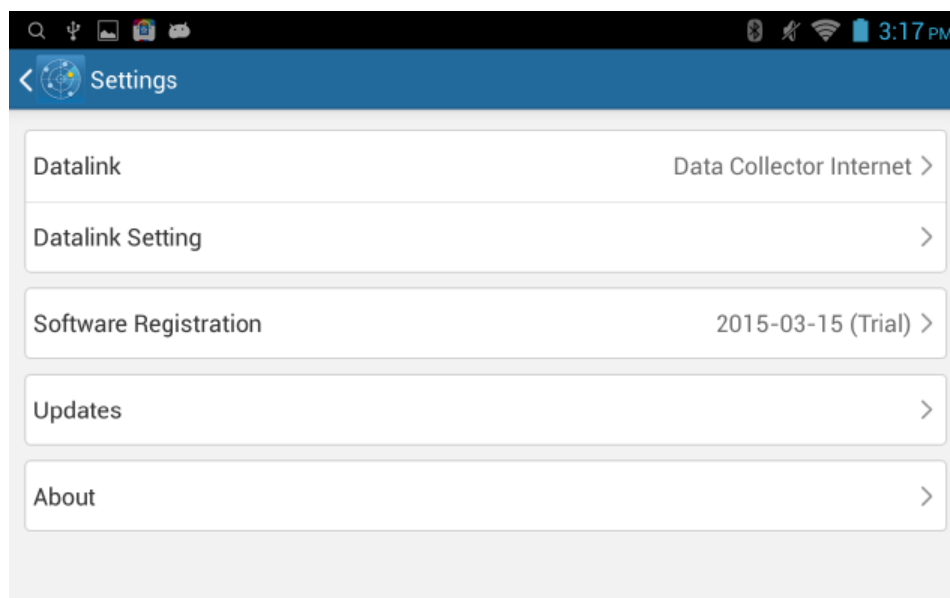 3:17 PM
Settings
Datalink Data Collector Internet
Datalink Setting
Software Registration 2015-03-15 (Trial)
Updates
About